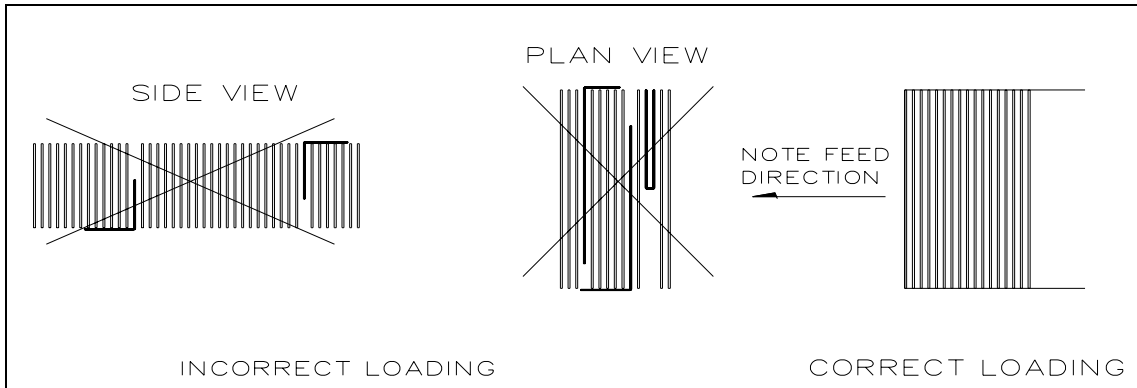 SIDE VIEW
PLAN VIEW
NOTE FEED
DIRECTION
INCORRECT LOADING
CORRECT LOADING